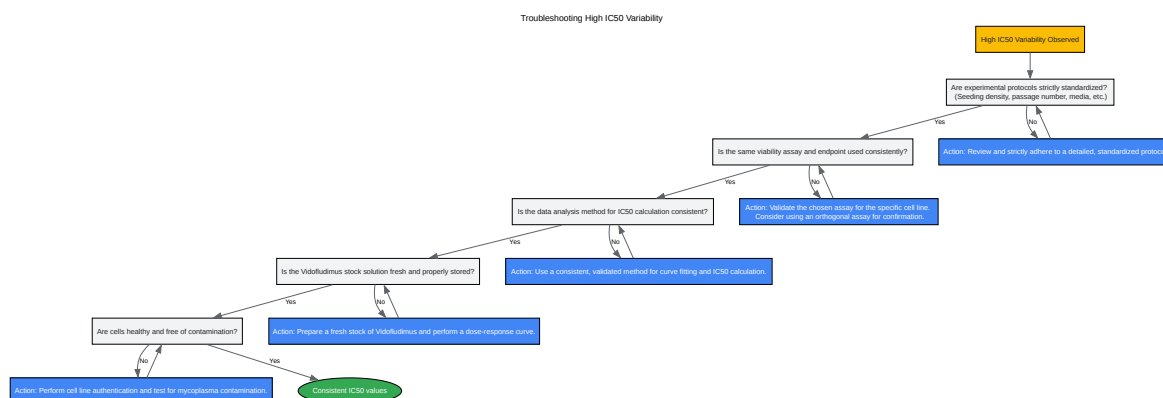 Troubleshooting High IC50 Variability
High IC50 Variability Observed
Are experimental protocols strictly standardized?
(Seeding density, passage number, media, etc.)
Yes
No
Is the same viability assay and endpoint used consistently?
Action: Review and strictly adhere to a detailed, standardized protoco
Yes
No
Is the data analysis method for IC50 calculation consistent?
Action: Validate the chosen assay for the specific cell line.
Consider using an orthogonal assay for confirmation.
Yes
No
Is the Vidofludimus stock solution fresh and properly stored?
Action: Use a consistent, validated method for curve fitting and IC50 calculation.
Yes
No
Are cells healthy and free of contamination?
Action: Prepare a fresh stock of Vidofludimus and perform a dose-response curve.
No
Yes
Action: Perform cell line authentication and test for mycoplasma contamination.
Consistent IC50 values